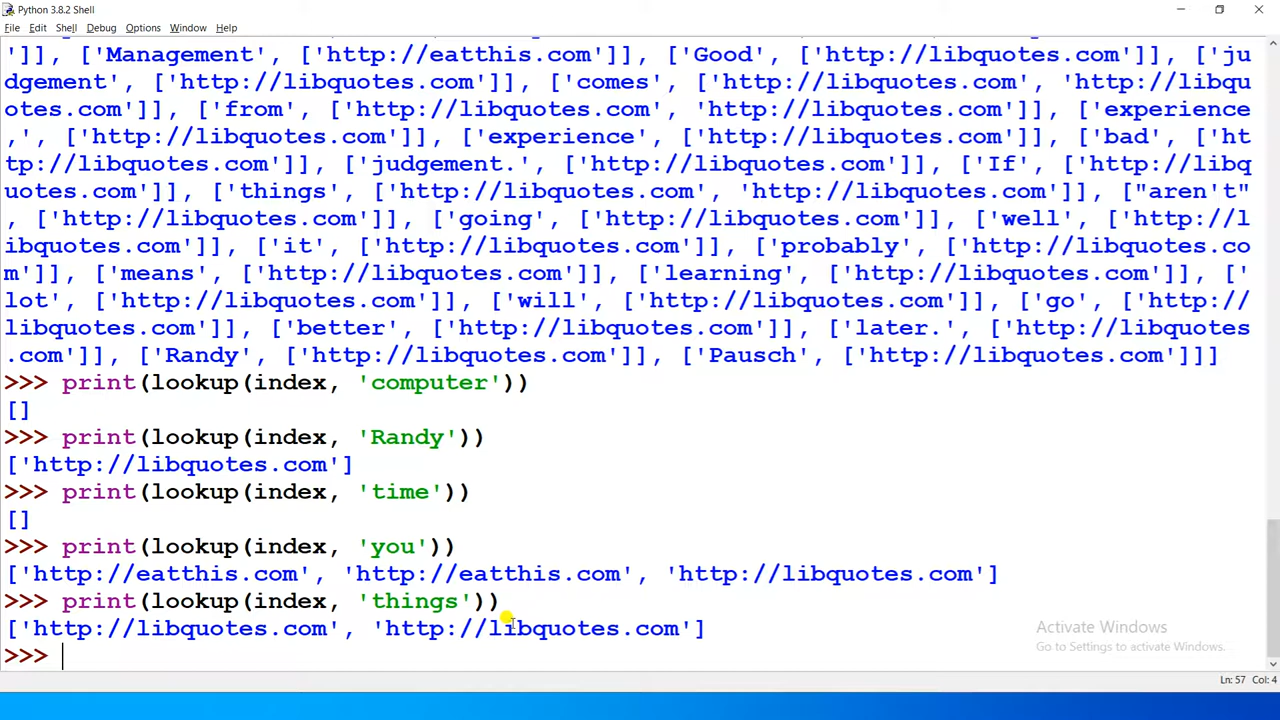 Python 3.8.2 Shell
File Edit Shell Debug Options Window Help
']], ['Management', ['http://eatthis.com']], ['Good', ['http://libquotes.com']], ['ju
dgement', ['http://libquotes.com']], ['comes', ['http://libquotes.com', 'http://libqu
otes.com']], ['from', ['http://libquotes.com', 'http://libquotes.com']], ['experience
,', ['http://libquotes.com']], ['experience', ['http://libquotes.com']], ['bad', ['ht
tp://libquotes.com']], ['judgement.', ['http://libquotes.com']], ['If', ['http://libq
uotes.com']], ['things', ['http://libquotes.com', 'http://libquotes.com']], ["aren't"
, ['http://libquotes.com']], ['going', ['http://libquotes.com']], ['well', ['http://l
ibquotes.com']], ['it', ['http://libquotes.com']], ['probably', ['http://libquotes.co
m']], ['means', ['http://libquotes.com']], ['learning', ['http://libquotes.com']], ['
lot', ['http://libquotes.com']], ['will', ['http://libquotes.com']], ['go', ['http://
libquotes.com']], ['better', ['http://libquotes.com']], ['later.', ['http://libquotes
.com']], ['Randy', ['http://libquotes.com']], ['Pausch', ['http://libquotes.com']]]
>>> print(lookup(index, 'computer'))
[]
>>> print(lookup(index, 'Randy'))
['http://libquotes.com']
>>> print(lookup(index, 'time'))
[]
>>> print(lookup(index, 'you'))
['http://eatthis.com', 'http://eatthis.com', 'http://libquotes.com']
>>> print(lookup(index, 'things'))
['http://libquotes.com', 'http://libquotes.com']
>>>
Activate Windows
Go to Settings to activate Windows.
Ln: 57 Col: 4